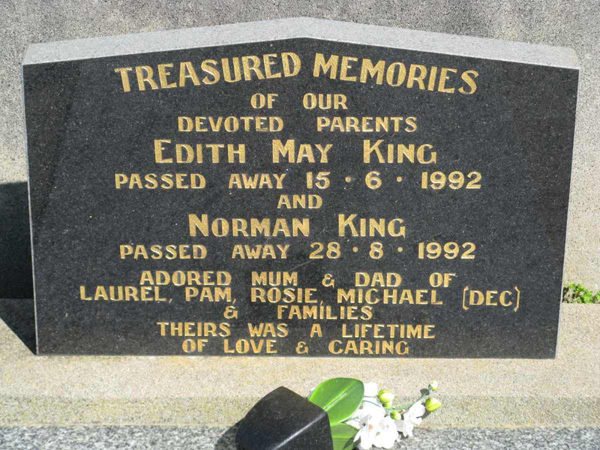 TREASURED MEMORIES
OF OUR
DEVOTED PARENTS
EDITH MAY KING
PASSED AWAY 15 · 6 · 1992
AND
NORMAN KING
PASSED AWAY 28 · 8 · 1992
ADORED MUM & DAD OF
LAUREL, PAM, ROSIE, MICHAEL (DEC)
& FAMILIES
THEIRS WAS A LIFETIME
OF LOVE & CARING